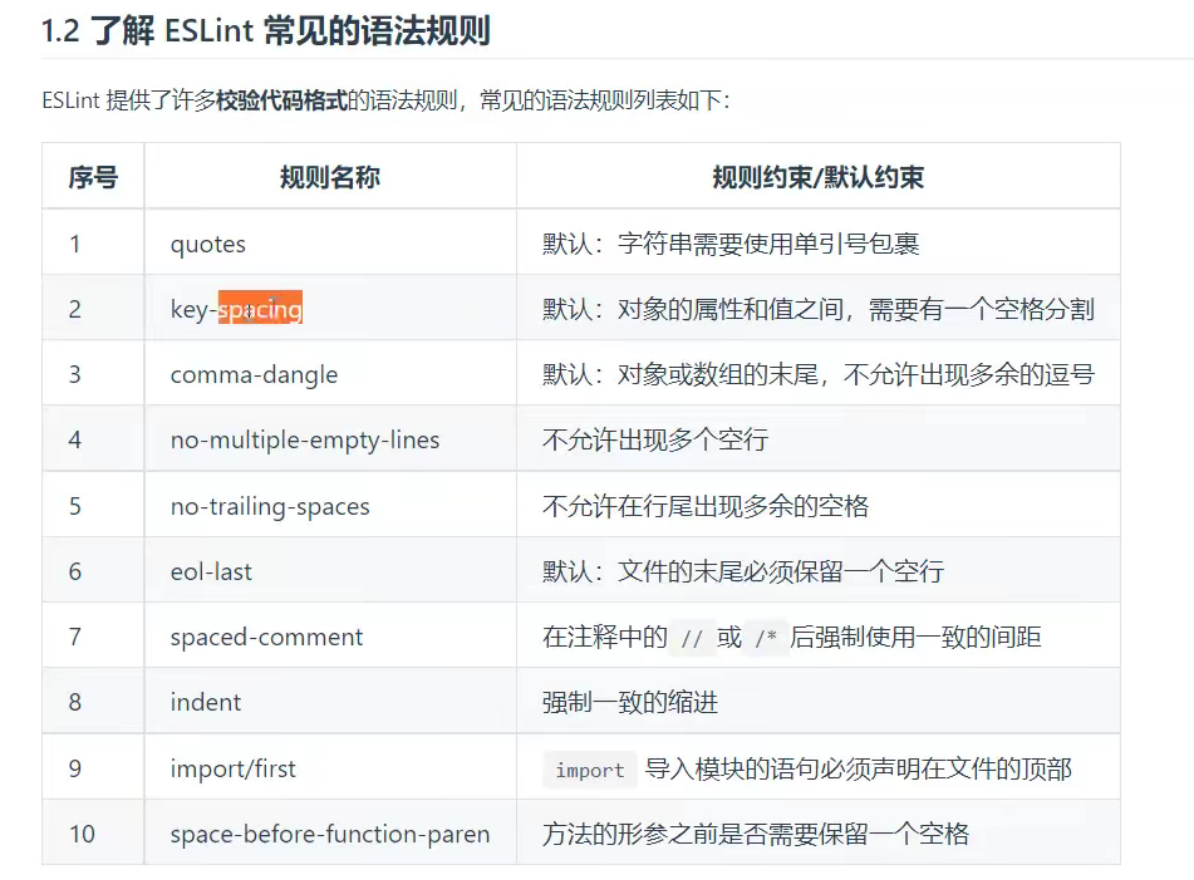 1.2 了解 ESLint 常见的语法规则
ESLint 提供了许多校验代码格式的语法规则，常见的语法规则列表如下：
序号 规则名称 规则约束/默认约束
1 quotes 默认：字符串需要使用单引号包裹
2 key-spacing 默认：对象的属性和值之间，需要有一个空格分割
3 comma-dangle 默认：对象或数组的末尾，不允许出现多余的逗号
4 no-multiple-empty-lines 不允许出现多个空行
5 no-trailing-spaces 不允许在行尾出现多余的空格
6 eol-last 默认：文件的末尾必须保留一个空行
7 spaced-comment 在注释中的 // 或 /* 后强制使用一致的间距
8 indent 强制一致的缩进
9 import/first import 导入模块的语句必须声明在文件的顶部
10 space-before-function-paren 方法的形参之前是否需要保留一个空格